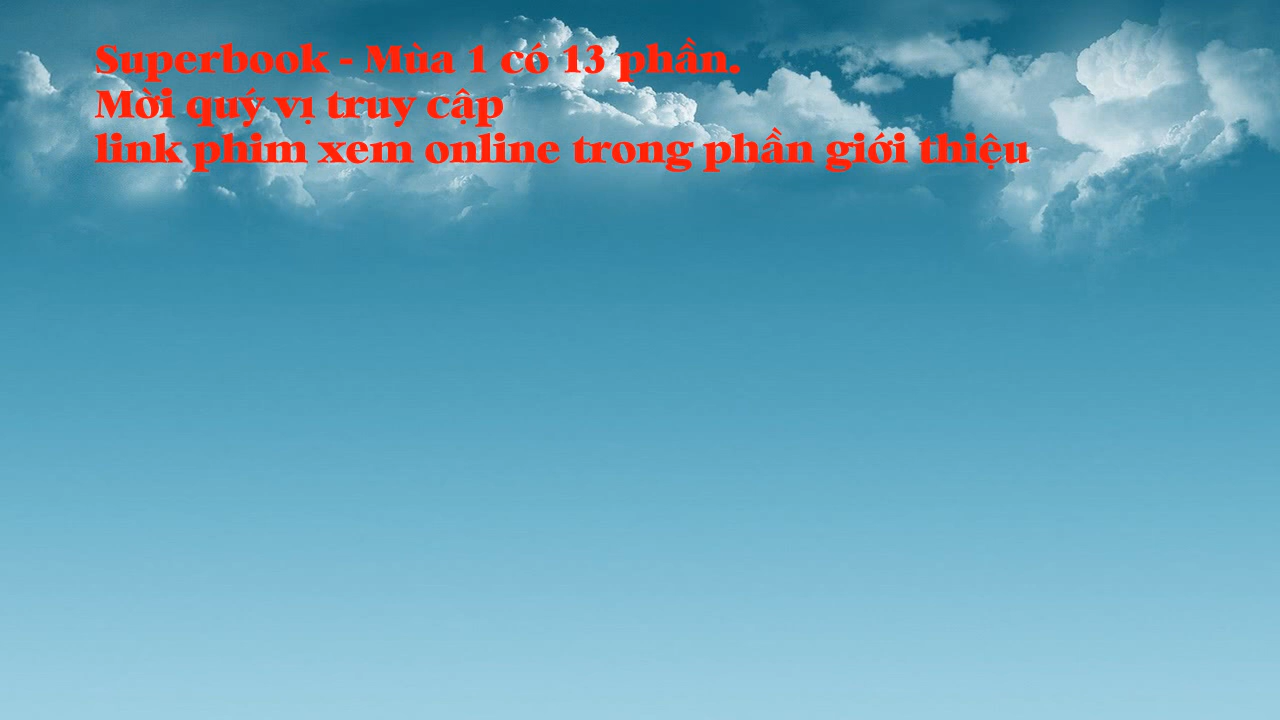 Superbook - Mùa 1 có 13 phần.
Mời quý vị truy cập
link phim xem online trong phần giới thiệu